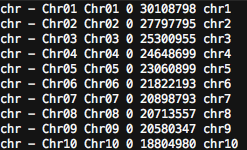 chr – Chr01 Chr01 0 30108798 chr1
chr – Chr02 Chr02 0 27797795 chr2
chr – Chr03 Chr03 0 25300955 chr3
chr – Chr04 Chr04 0 24648699 chr4
chr – Chr05 Chr05 0 23060899 chr5
chr – Chr06 Chr06 0 21822193 chr6
chr – Chr07 Chr07 0 20898793 chr7
chr – Chr08 Chr08 0 20713557 chr8
chr – Chr09 Chr09 0 20580347 chr9
chr – Chr10 Chr10 0 18804980 chr10